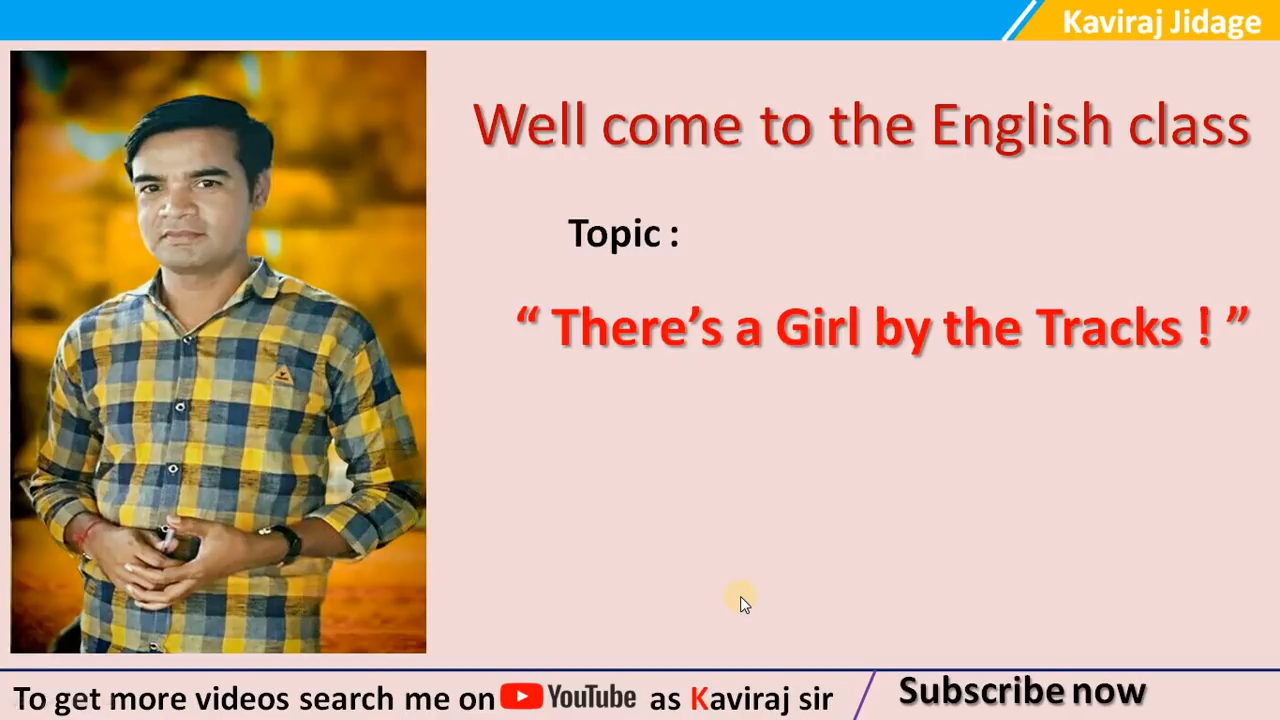 Kaviraj Jidage
Well come to the English class
Topic :
“ There’s a Girl by the Tracks ! ”
To get more videos search me on YouTube as Kaviraj sir
Subscribe now